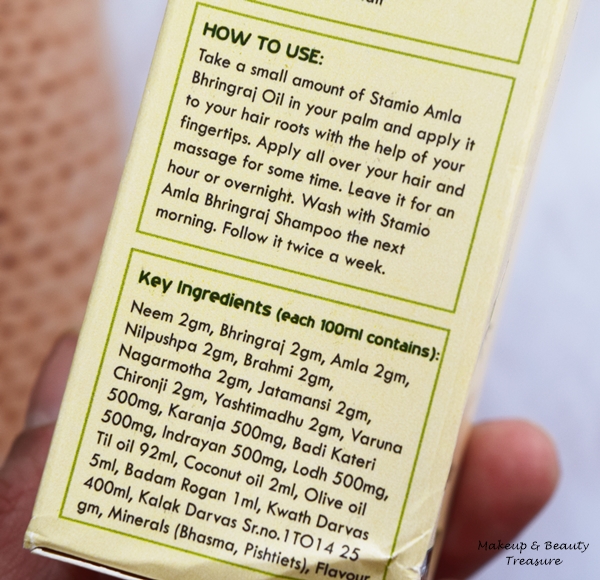 HOW TO USE:
Take a small amount of Stamio Amla
Bhringraj Oil in your palm and apply it
to your hair roots with the help of your
fingertips. Apply all over your hair and
massage for some time. Leave it for an
hour or overnight. Wash with Stamio
Amla Bhringraj Shampoo the next
morning. Follow it twice a week.
Key Ingredients (each 100ml contains):
Neem 2gm, Bhringraj 2gm, Amla 2gm,
Nilpushpa 2gm, Brahmi 2gm,
Nagarmotha 2gm, Jatamansi 2gm,
Chironji 2gm, Yashtimadhu 2gm, Varuna
500mg, Karanja 500mg, Badi Kateri
500mg, Indrayan 500mg, Lodh 500mg,
Til oil 92ml, Coconut oil 2ml, Olive oil
5ml, Badam Rogan 1ml, Kwath Darvas
400ml, Kalak Darvas Sr.no.1TO14 25
gm, Minerals (Bhasma, Pishtiets), Flavour
Makeup & Beauty
Treasure